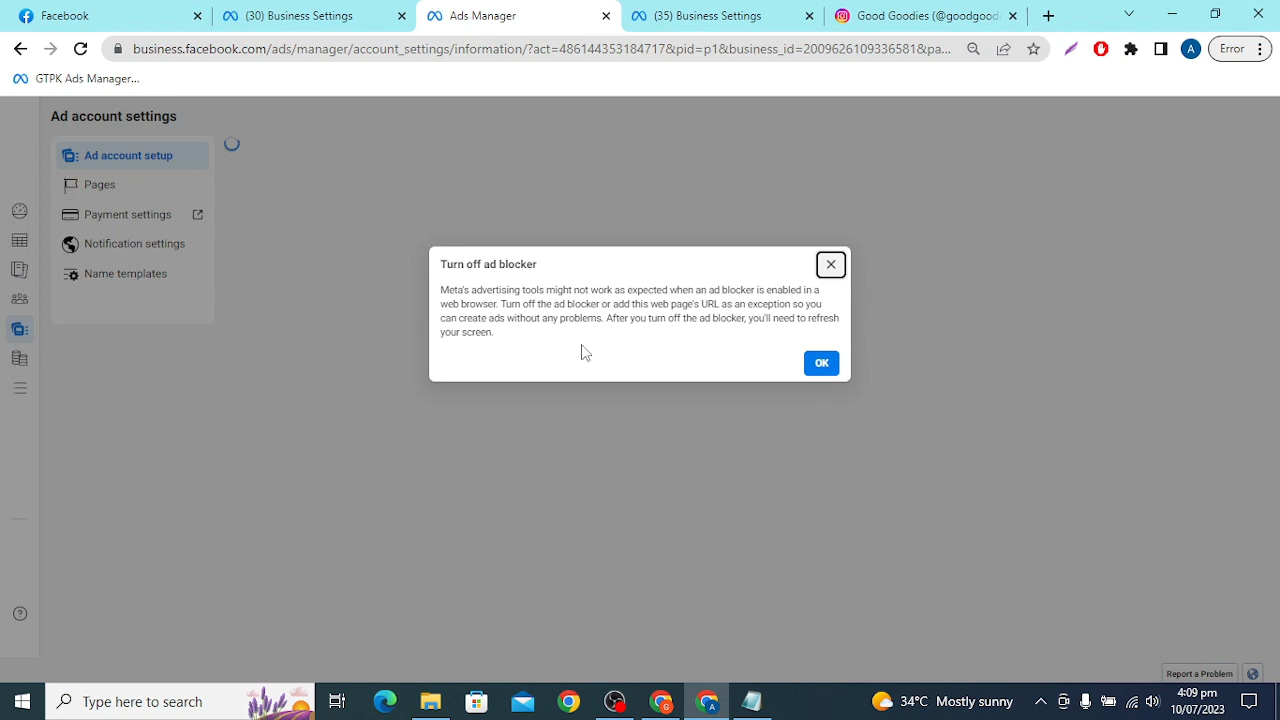 Facebook
(30) Business Settings
Ads Manager
(35) Business Settings
Good Goodies (@goodgood
business.facebook.com/ads/manager/account_settings/information/?act=486144353184717&pid=p1&business_id=2009626109336581&pa...
A
Error
GTPK Ads Manager...
Ad account settings
Ad account setup
Pages
Payment settings
Notification settings
Name templates
Turn off ad blocker
Meta's advertising tools might not work as expected when an ad blocker is enabled in a
web browser. Turn off the ad blocker or add this web page's URL as an exception so you
can create ads without any problems. After you turn off the ad blocker, you'll need to refresh
your screen.
OK
Report a Problem
Type here to search
34°C Mostly sunny
4:09 pm
10/07/2023